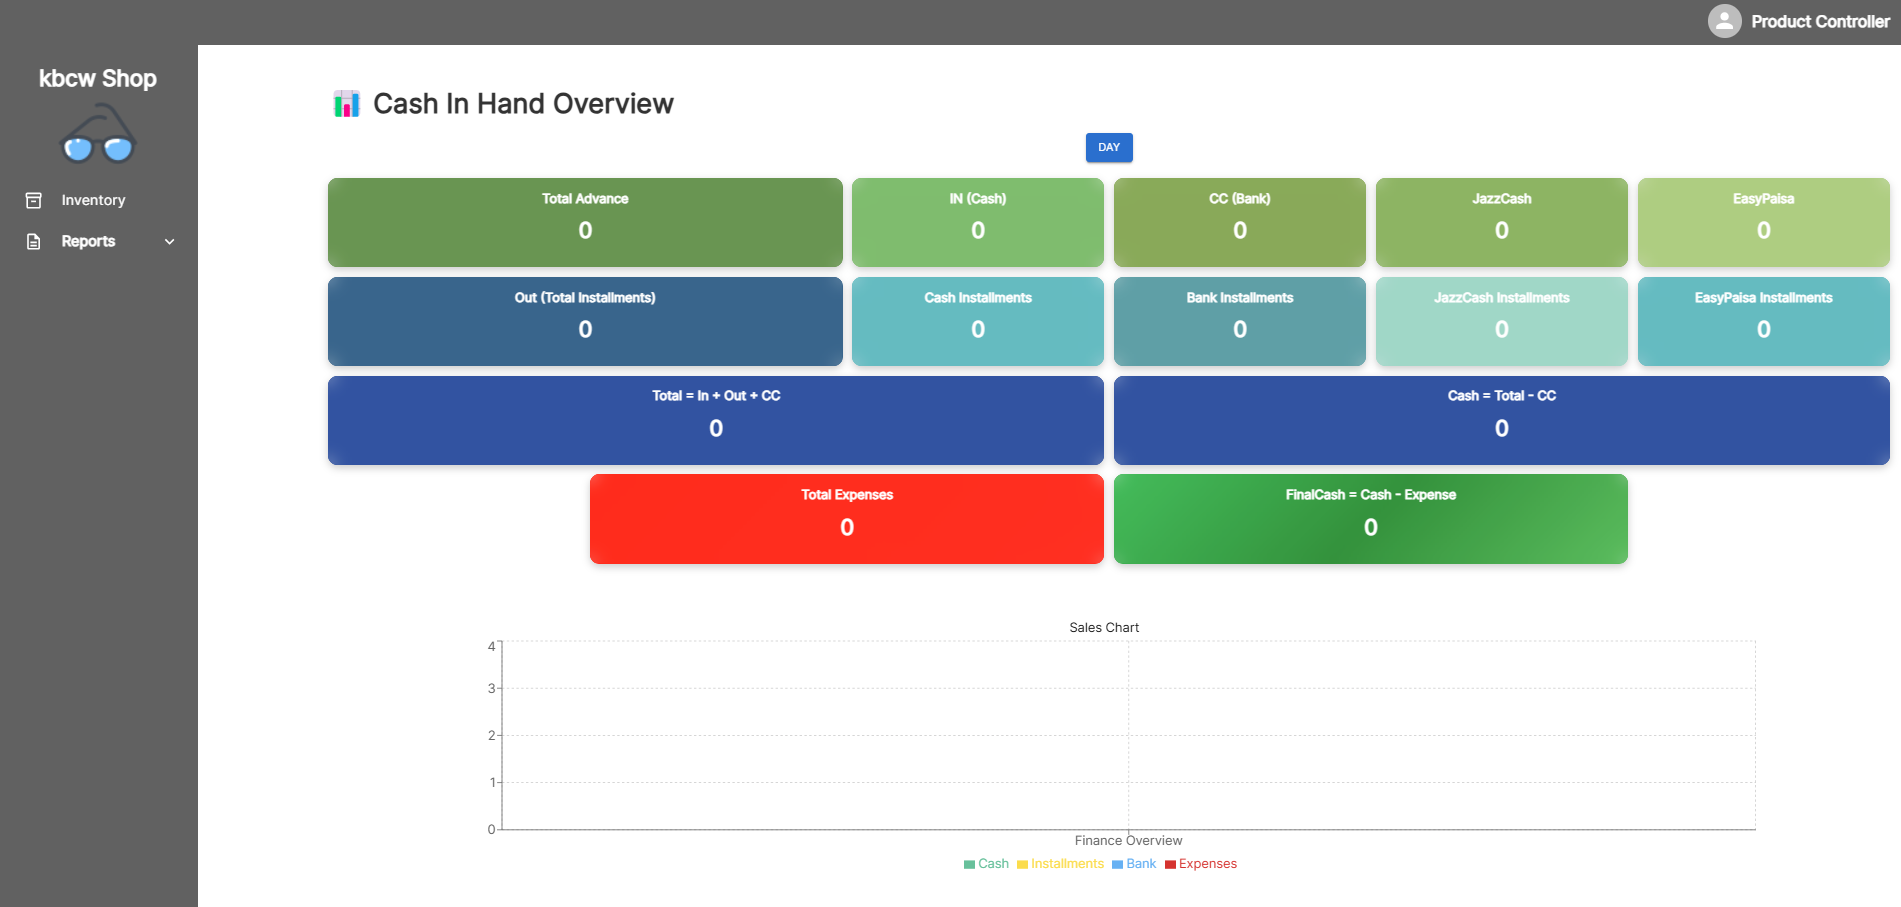 Product Controller
kbcw Shop
Inventory
Reports
Cash In Hand Overview
DAY
Total Advance
0
IN (Cash)
0
CC (Bank)
0
JazzCash
0
EasyPaisa
0
Out (Total Installments)
0
Cash Installments
0
Bank Installments
0
JazzCash Installments
0
EasyPaisa Installments
0
Total = In + Out + CC
0
Cash = Total - CC
0
Total Expenses
0
FinalCash = Cash - Expense
0
Sales Chart
4
3
2
1
0
Finance Overview
Cash Installments Bank Expenses